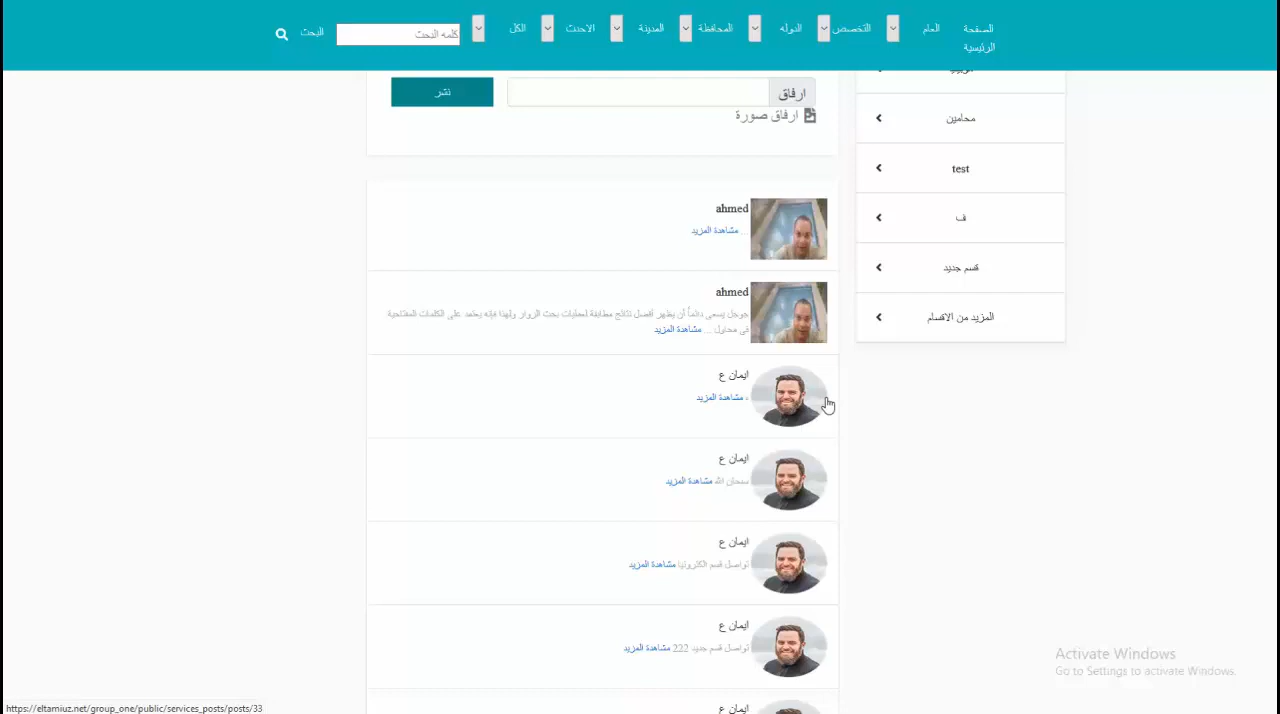 الصفحة الرئيسية
العام
التخصص
الدوله
المحافظة
المدينة
الاحدث
الكل
كلمه البحث
البحث
محامين
test
ف
قسم جديد
المزيد من الاقسام
ارفاق
نشر
ارفاق صورة
ahmed
... مشاهدة المزيد
ahmed
جوجل يسعى دائماً أن يظهر أفضل نتائج مطابقة لعمليات بحث الزوار ولهذا فإنه يعتمد على الكلمات المفتاحية
فى محاول ... مشاهدة المزيد
ايمان ع
، مشاهدة المزيد
ايمان ع
سبحان الله مشاهدة المزيد
ايمان ع
تواصل قسم الكترونيا مشاهدة المزيد
ايمان ع
تواصل قسم جديد 222 مشاهدة المزيد
ايمان ع
Activate Windows
Go to Settings to activate Windows.
https://eltamiuz.net/group_one/public/services_posts/posts/33